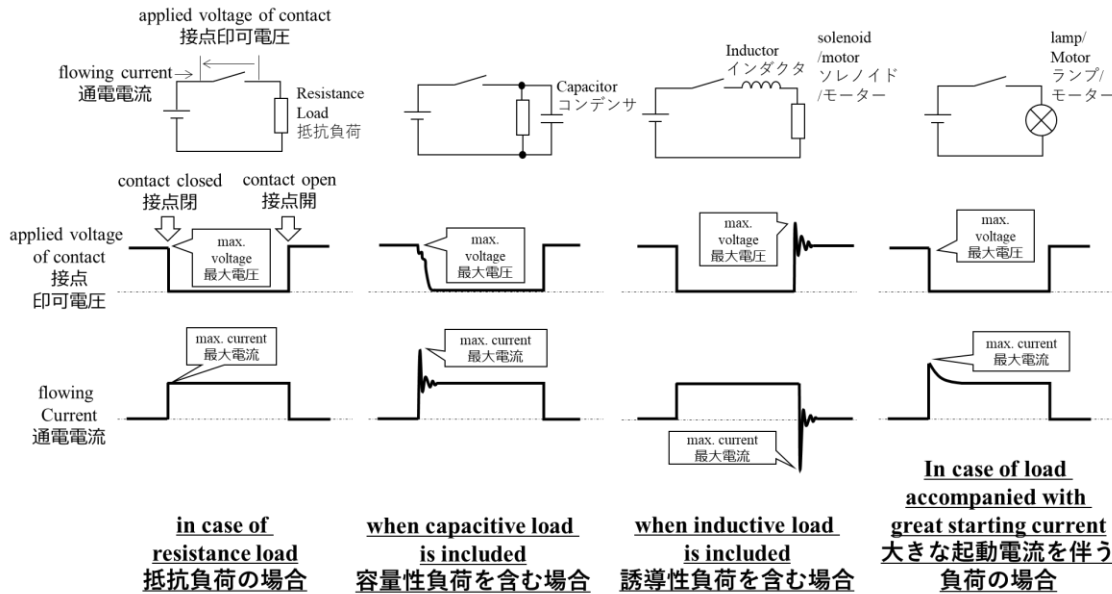 applied voltage of contact
接点印可電圧
flowing current
通電電流
Resistance
Load
抵抗負荷
Capacitor
コンデンサ
Inductor
インダクタ
solenoid
/motor
ソレノイド
/モーター
lamp/
Motor
ランプ/
モーター
contact closed
接点閉
contact open
接点開
applied voltage
of contact
接点
印可電圧
max.
voltage
最大電圧
max.
voltage
最大電圧
max.
voltage
最大電圧
max.
voltage
最大電圧
flowing
Current
通電電流
max. current
最大電流
max. current
最大電流
max. current
最大電流
max. current
最大電流
in case of
resistance load
抵抗負荷の場合
when capacitive load
is included
容量性負荷を含む場合
when inductive load
is included
誘導性負荷を含む場合
In case of load
accompanied with
great starting current
大きな起動電流を伴う
負荷の場合